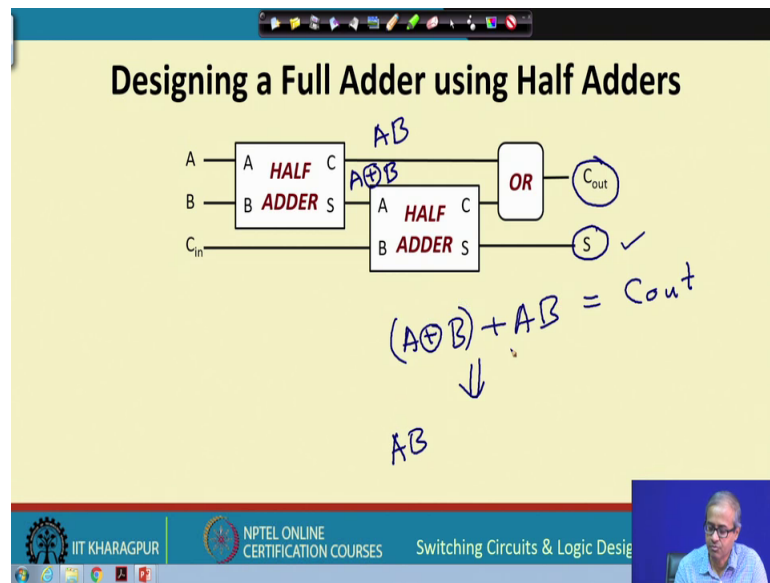 Designing a Full Adder using Half Adders
AB
A A HALF C
A⊕B
OR Cout
B B ADDER S
A HALF C
Cin B ADDER S S ✓
(A⊕B) + AB = Cout
⇓
AB
IIT KHARAGPUR
NPTEL ONLINE
CERTIFICATION COURSES
Switching Circuits & Logic Desig